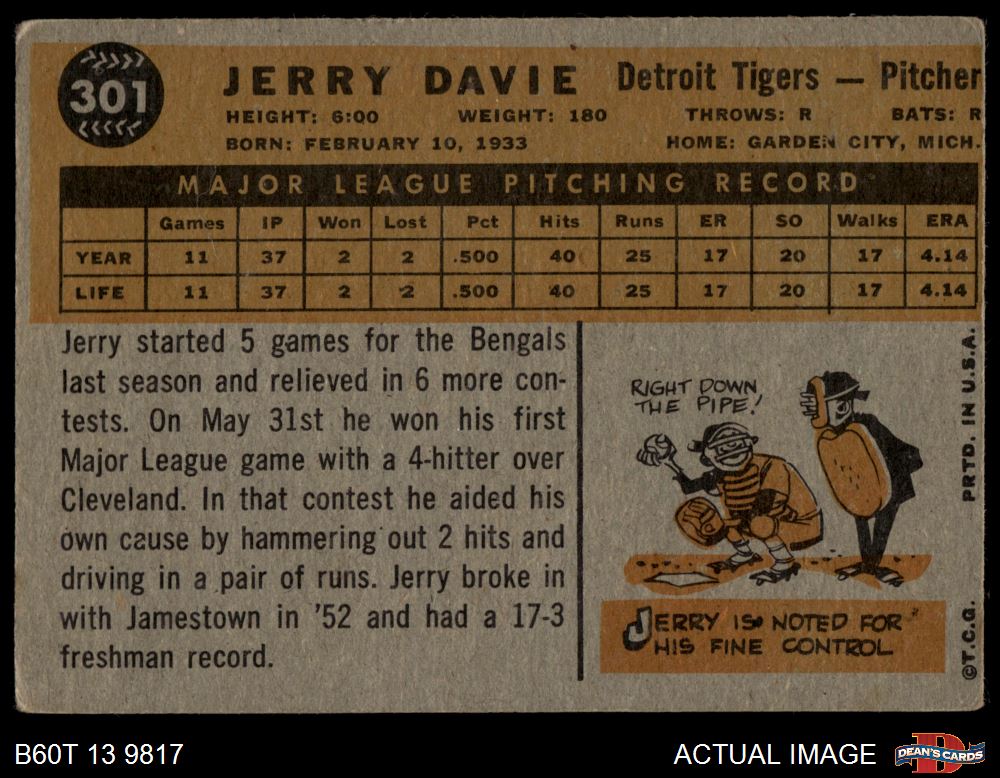 301
JERRY DAVIE Detroit Tigers — Pitcher
HEIGHT: 6:00 WEIGHT: 180 THROWS: R BATS: R
BORN: FEBRUARY 10, 1933 HOME: GARDEN CITY, MICH.
MAJOR LEAGUE PITCHING RECORD
Games IP Won Lost Pct Hits Runs ER SO Walks ERA
YEAR 11 37 2 2 .500 40 25 17 20 17 4.14
LIFE 11 37 2 2 .500 40 25 17 20 17 4.14
Jerry started 5 games for the Bengals
last season and relieved in 6 more con-
tests. On May 31st he won his first
Major League game with a 4-hitter over
Cleveland. In that contest he aided his
own cause by hammering out 2 hits and
driving in a pair of runs. Jerry broke in
with Jamestown in '52 and had a 17-3
freshman record.
RIGHT DOWN
THE PIPE!
JERRY IS NOTED FOR
HIS FINE CONTROL
©T.C.G. PRTD. IN U.S.A.
B60T 13 9817 ACTUAL IMAGE DEAN'S CARDS